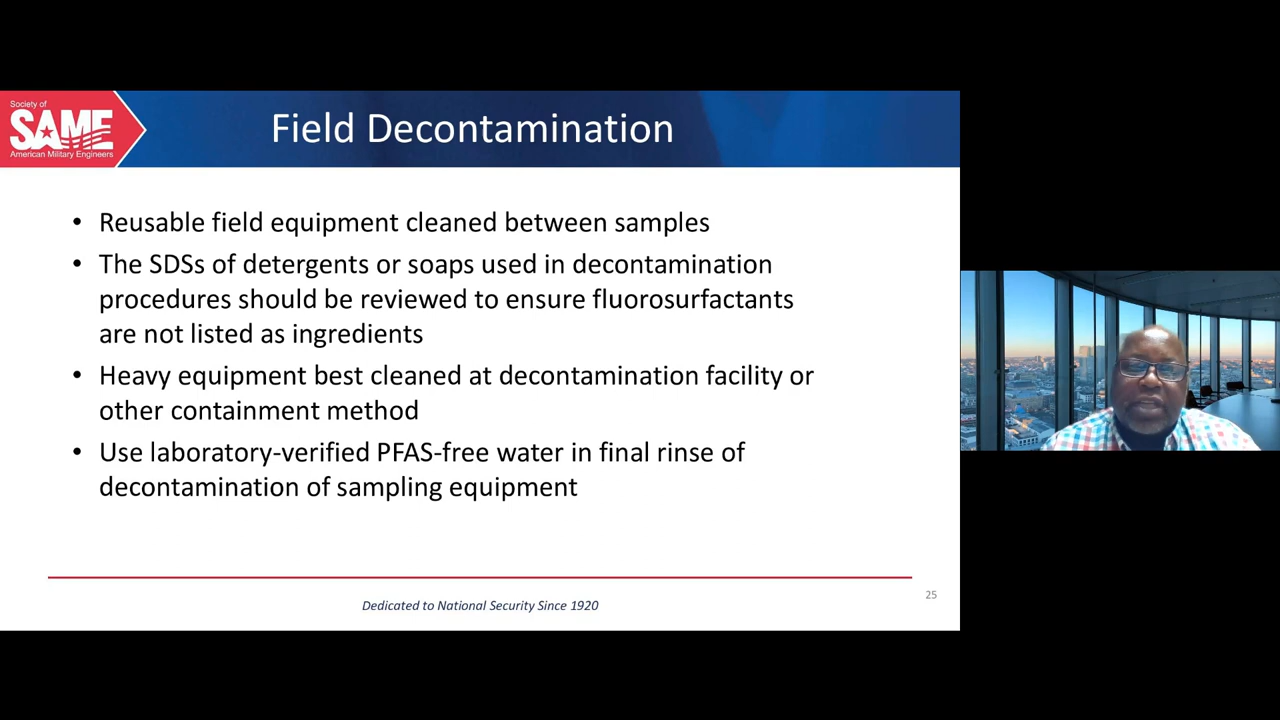 Society of
SAME
American Military Engineers
Field Decontamination
• Reusable field equipment cleaned between samples
• The SDSs of detergents or soaps used in decontamination
procedures should be reviewed to ensure fluorosurfactants
are not listed as ingredients
• Heavy equipment best cleaned at decontamination facility or
other containment method
• Use laboratory-verified PFAS-free water in final rinse of
decontamination of sampling equipment
25
Dedicated to National Security Since 1920